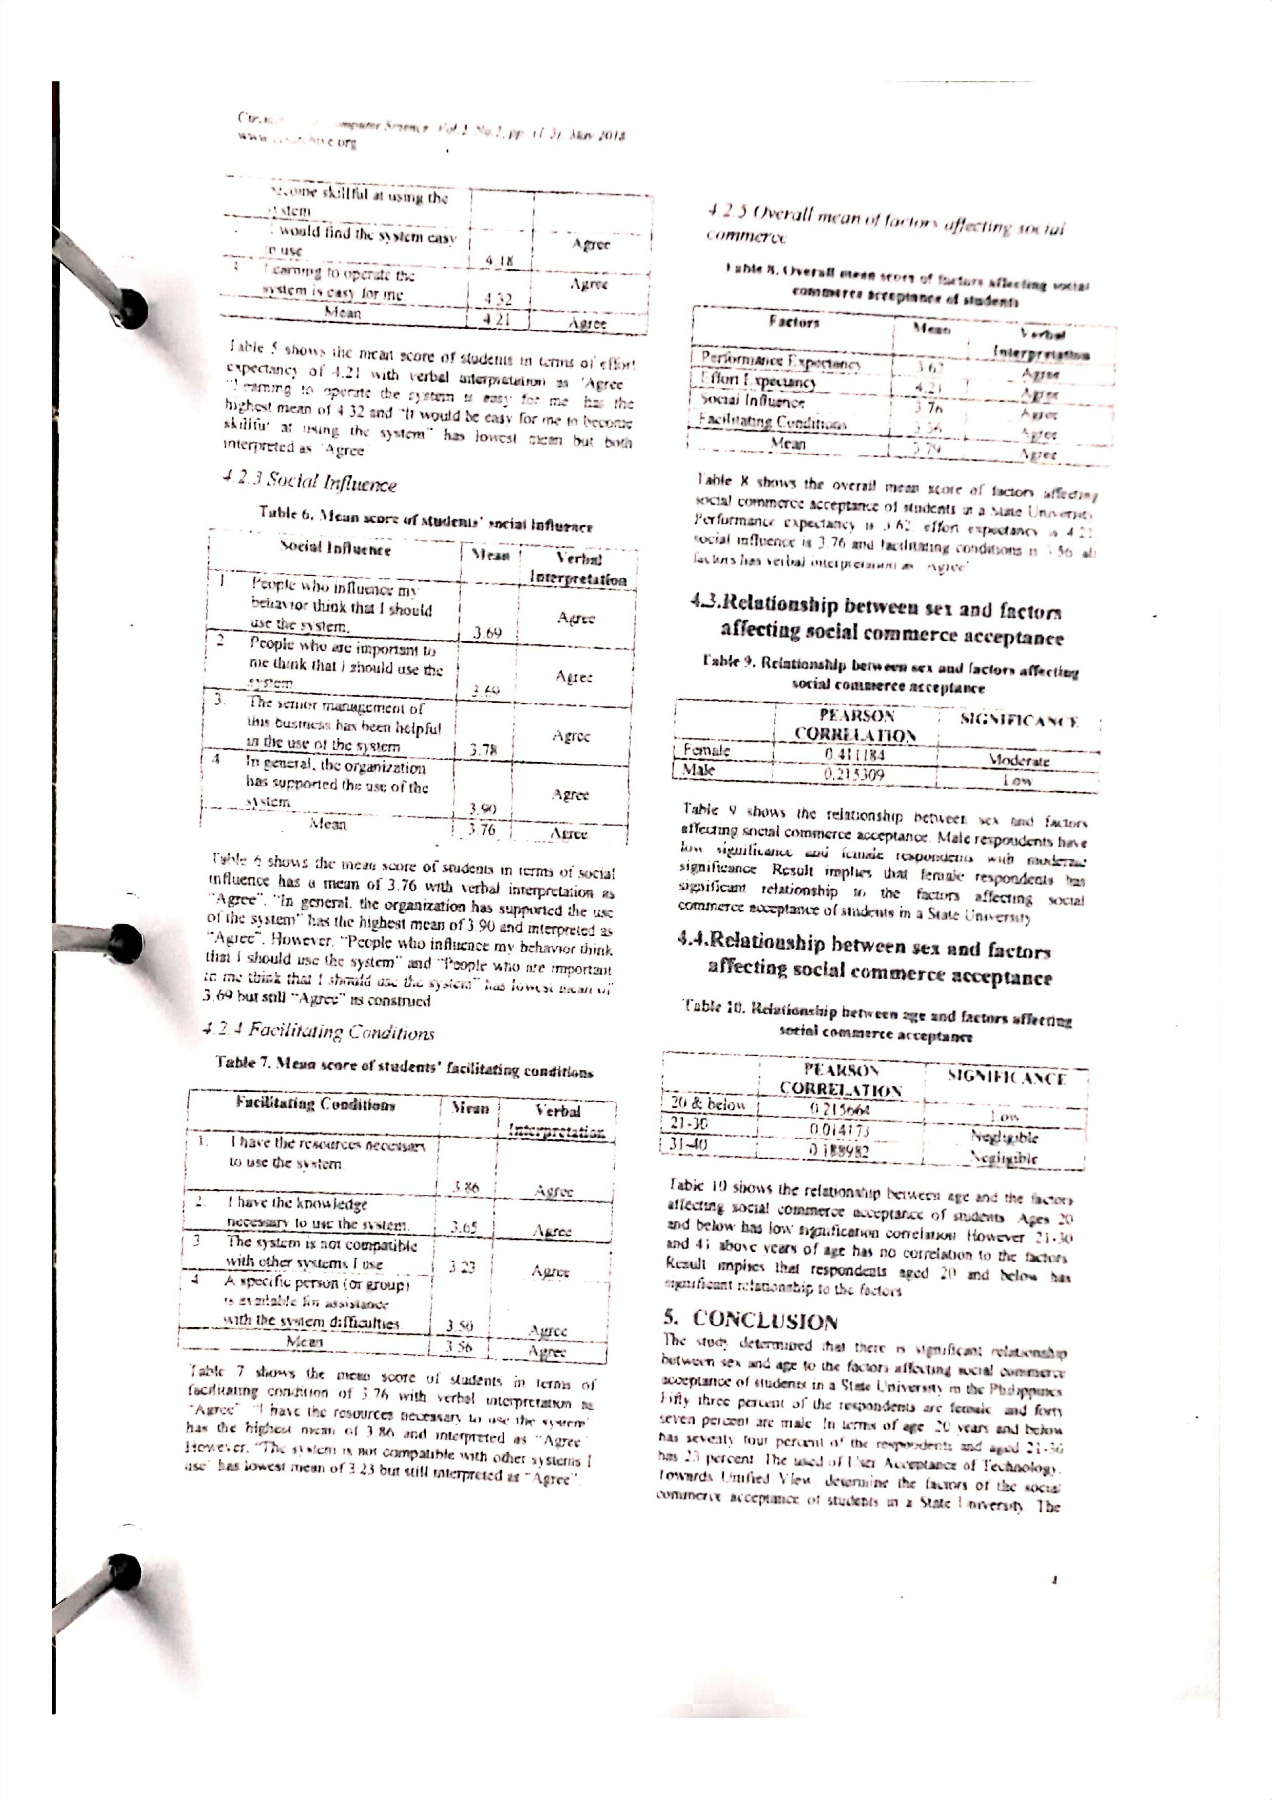 Computer Science Vol.2, No.2, pp (1-5) May 2018
become skillful at using the
system
I would find the system easy
to use 4.18 Agree
Learning to operate the
system is easy for me 4.32 Agree
Mean 4.21 Agree
Table 5 shows the mean score of students in terms of effort
expectancy of 4.21 with verbal interpretation as "Agree"
"Learning to operate the system is easy for me" has the
highest mean of 4.32 and "It would be easy for me to become
skillful at using the system" has lowest mean but both
interpreted as "Agree"
4.2.3 Social Influence
Table 6. Mean score of students' social influence
Social Influence Mean Verbal
Interpretation
1 People who influence my
behavior think that I should
use the system. 3.69 Agree
2 People who are important to
me think that I should use the
system 3.69 Agree
3. The senior management of
this business has been helpful
in the use of the system 3.78 Agree
4 In general, the organization
has supported the use of the
system 3.90 Agree
Mean 3.76 Agree
Table 6 shows the mean score of students in terms of social
influence has a mean of 3.76 with verbal interpretation as
"Agree". "In general, the organization has supported the use
of the system" has the highest mean of 3.90 and interpreted as
"Agree". However, "People who influence my behavior think
that I should use the system" and "People who are important
to me think that I should use the system" has lowest mean of
3.69 but still "Agree" as construed
4.2.4 Facilitating Conditions
Table 7. Mean score of students' facilitating conditions
Facilitating Conditions Mean Verbal
Interpretation
1. I have the resources necessary
to use the system.
3.86 Agree
2. I have the knowledge
necessary to use the system. 3.65 Agree
3 The system is not compatible
with other systems I use 3.23 Agree
4 A specific person (or group)
is available for assistance
with the system difficulties. 3.50 Agree
Mean 3.56 Agree
Table 7 shows the mean score of students in terms of
facilitating condition of 3.76 with verbal interpretation as
"Agree" "I have the resources necessary to use the system"
has the highest mean of 3.86 and interpreted as "Agree"
However, "The system is not compatible with other systems I
use" has lowest mean of 3.23 but still interpreted as "Agree".
4.2.5 Overall mean of factors affecting social
commerce
Table 8. Overall mean score of factors affecting social
commerce acceptance of students
Factors Mean Verbal
Interpretation
Performance Expectancy 3.62 Agree
Effort Expectancy 4.21 Agree
Social Influence 3.76 Agree
Facilitating Conditions 3.56 Agree
Mean 3.79 Agree
Table 8 shows the overall mean score of factors affecting
social commerce acceptance of students in a State University
Performance expectancy is 3.62, effort expectancy is 4.21
social influence is 3.76 and facilitating conditions is 3.56 all
factors has verbal interpretation as "Agree"
4.3.Relationship between sex and factors
affecting social commerce acceptance
Table 9. Relationship between sex and factors affecting
social commerce acceptance
PEARSON
CORRELATION SIGNIFICANCE
Female 0.411184 Moderate
Male 0.215309 Low
Table 9 shows the relationship between sex and factors
affecting social commerce acceptance. Male respondents have
low significance and female respondents with moderate
significance. Result implies that female respondents has
significant relationship to the factors affecting social
commerce acceptance of students in a State University
4.4.Relationship between sex and factors
affecting social commerce acceptance
Table 10. Relationship between age and factors affecting
social commerce acceptance
PEARSON
CORRELATION SIGNIFICANCE
20 & below 0.215664 Low
21-30 0.014173 Negligible
31-40 0.188982 Negligible
Table 10 shows the relationship between age and the factors
affecting social commerce acceptance of students Ages 20
and below has low signification correlation However 21-30
and 41 above years of age has no correlation to the factors
Result implies that respondents aged 20 and below has
significant relationship to the factors
5. CONCLUSION
The study determined that there is significant relationship
between sex and age to the factors affecting social commerce
acceptance of students in a State University in the Philippines
Fifty three percent of the respondents are female and forty
seven percent are male In terms of age 20 years and below
has seventy four percent of the respondents and aged 21-30
has 23 percent The used of User Acceptance of Technology:
Towards Unified View determine the factors of the social
commerce acceptance of students in a State University The
4